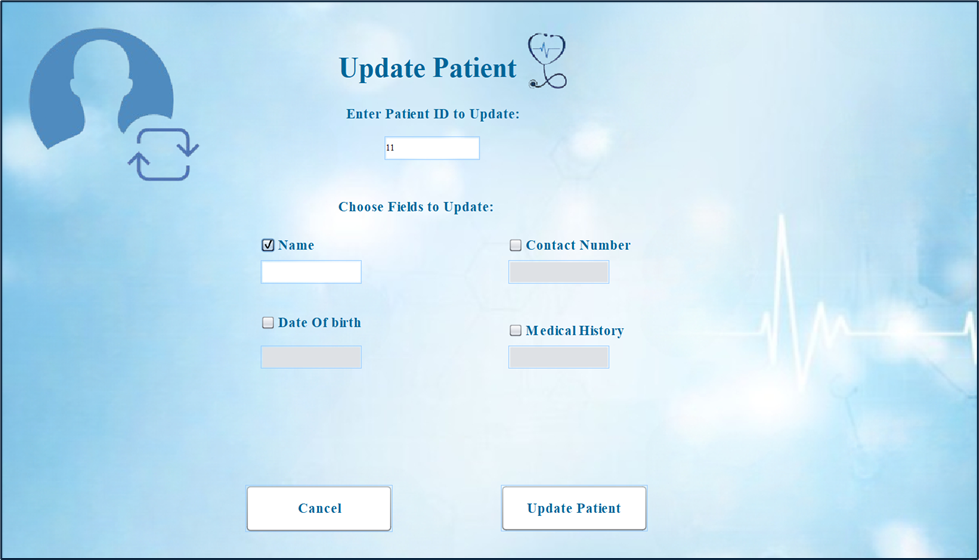 Update Patient
Enter Patient ID to Update:
11
Choose Fields to Update:
Name
Contact Number
Date Of birth
Medical History
Cancel
Update Patient